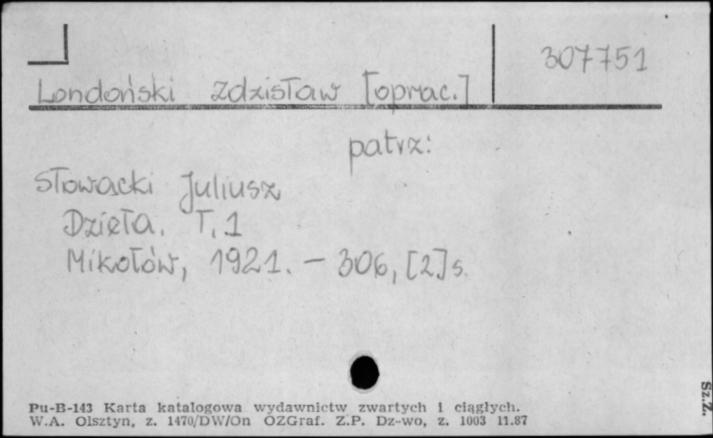 307751
Londoński Zdzisław [oprac.]
patrz:
Słowacki Juliusz
Dzieła. T. 1
Mikołów, 1921. – 306, [2] s.
Pu-B-143 Karta katalogowa wydawnictw zwartych i ciągłych.
W.A. Olsztyn, z. 1470/DW/On OZGraf. Z.P. Dz-wo, z. 1003 11.87
Sz.Z.